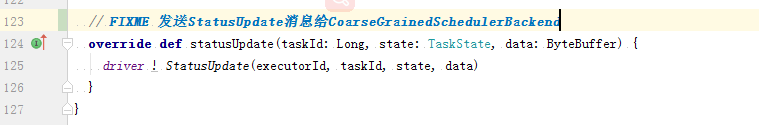 123 // FIXME 发送StatusUpdate消息给CoarseGrainedSchedulerBackend
124 override def statusUpdate(taskId: Long, state: TaskState, data: ByteBuffer) {
125 driver ! StatusUpdate(executorId, taskId, state, data)
126 }
127 }